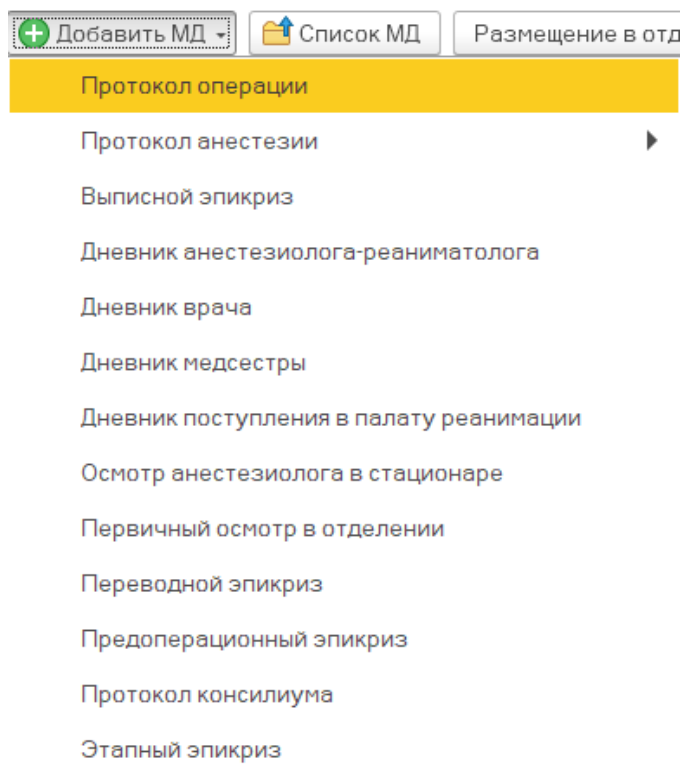 Добавить МД Список МД Размещение в отд
Протокол операции
Протокол анестезии
Выписной эпикриз
Дневник анестезиолога-реаниматолога
Дневник врача
Дневник медсестры
Дневник поступления в палату реанимации
Осмотр анестезиолога в стационаре
Первичный осмотр в отделении
Переводной эпикриз
Предоперационный эпикриз
Протокол консилиума
Этапный эпикриз